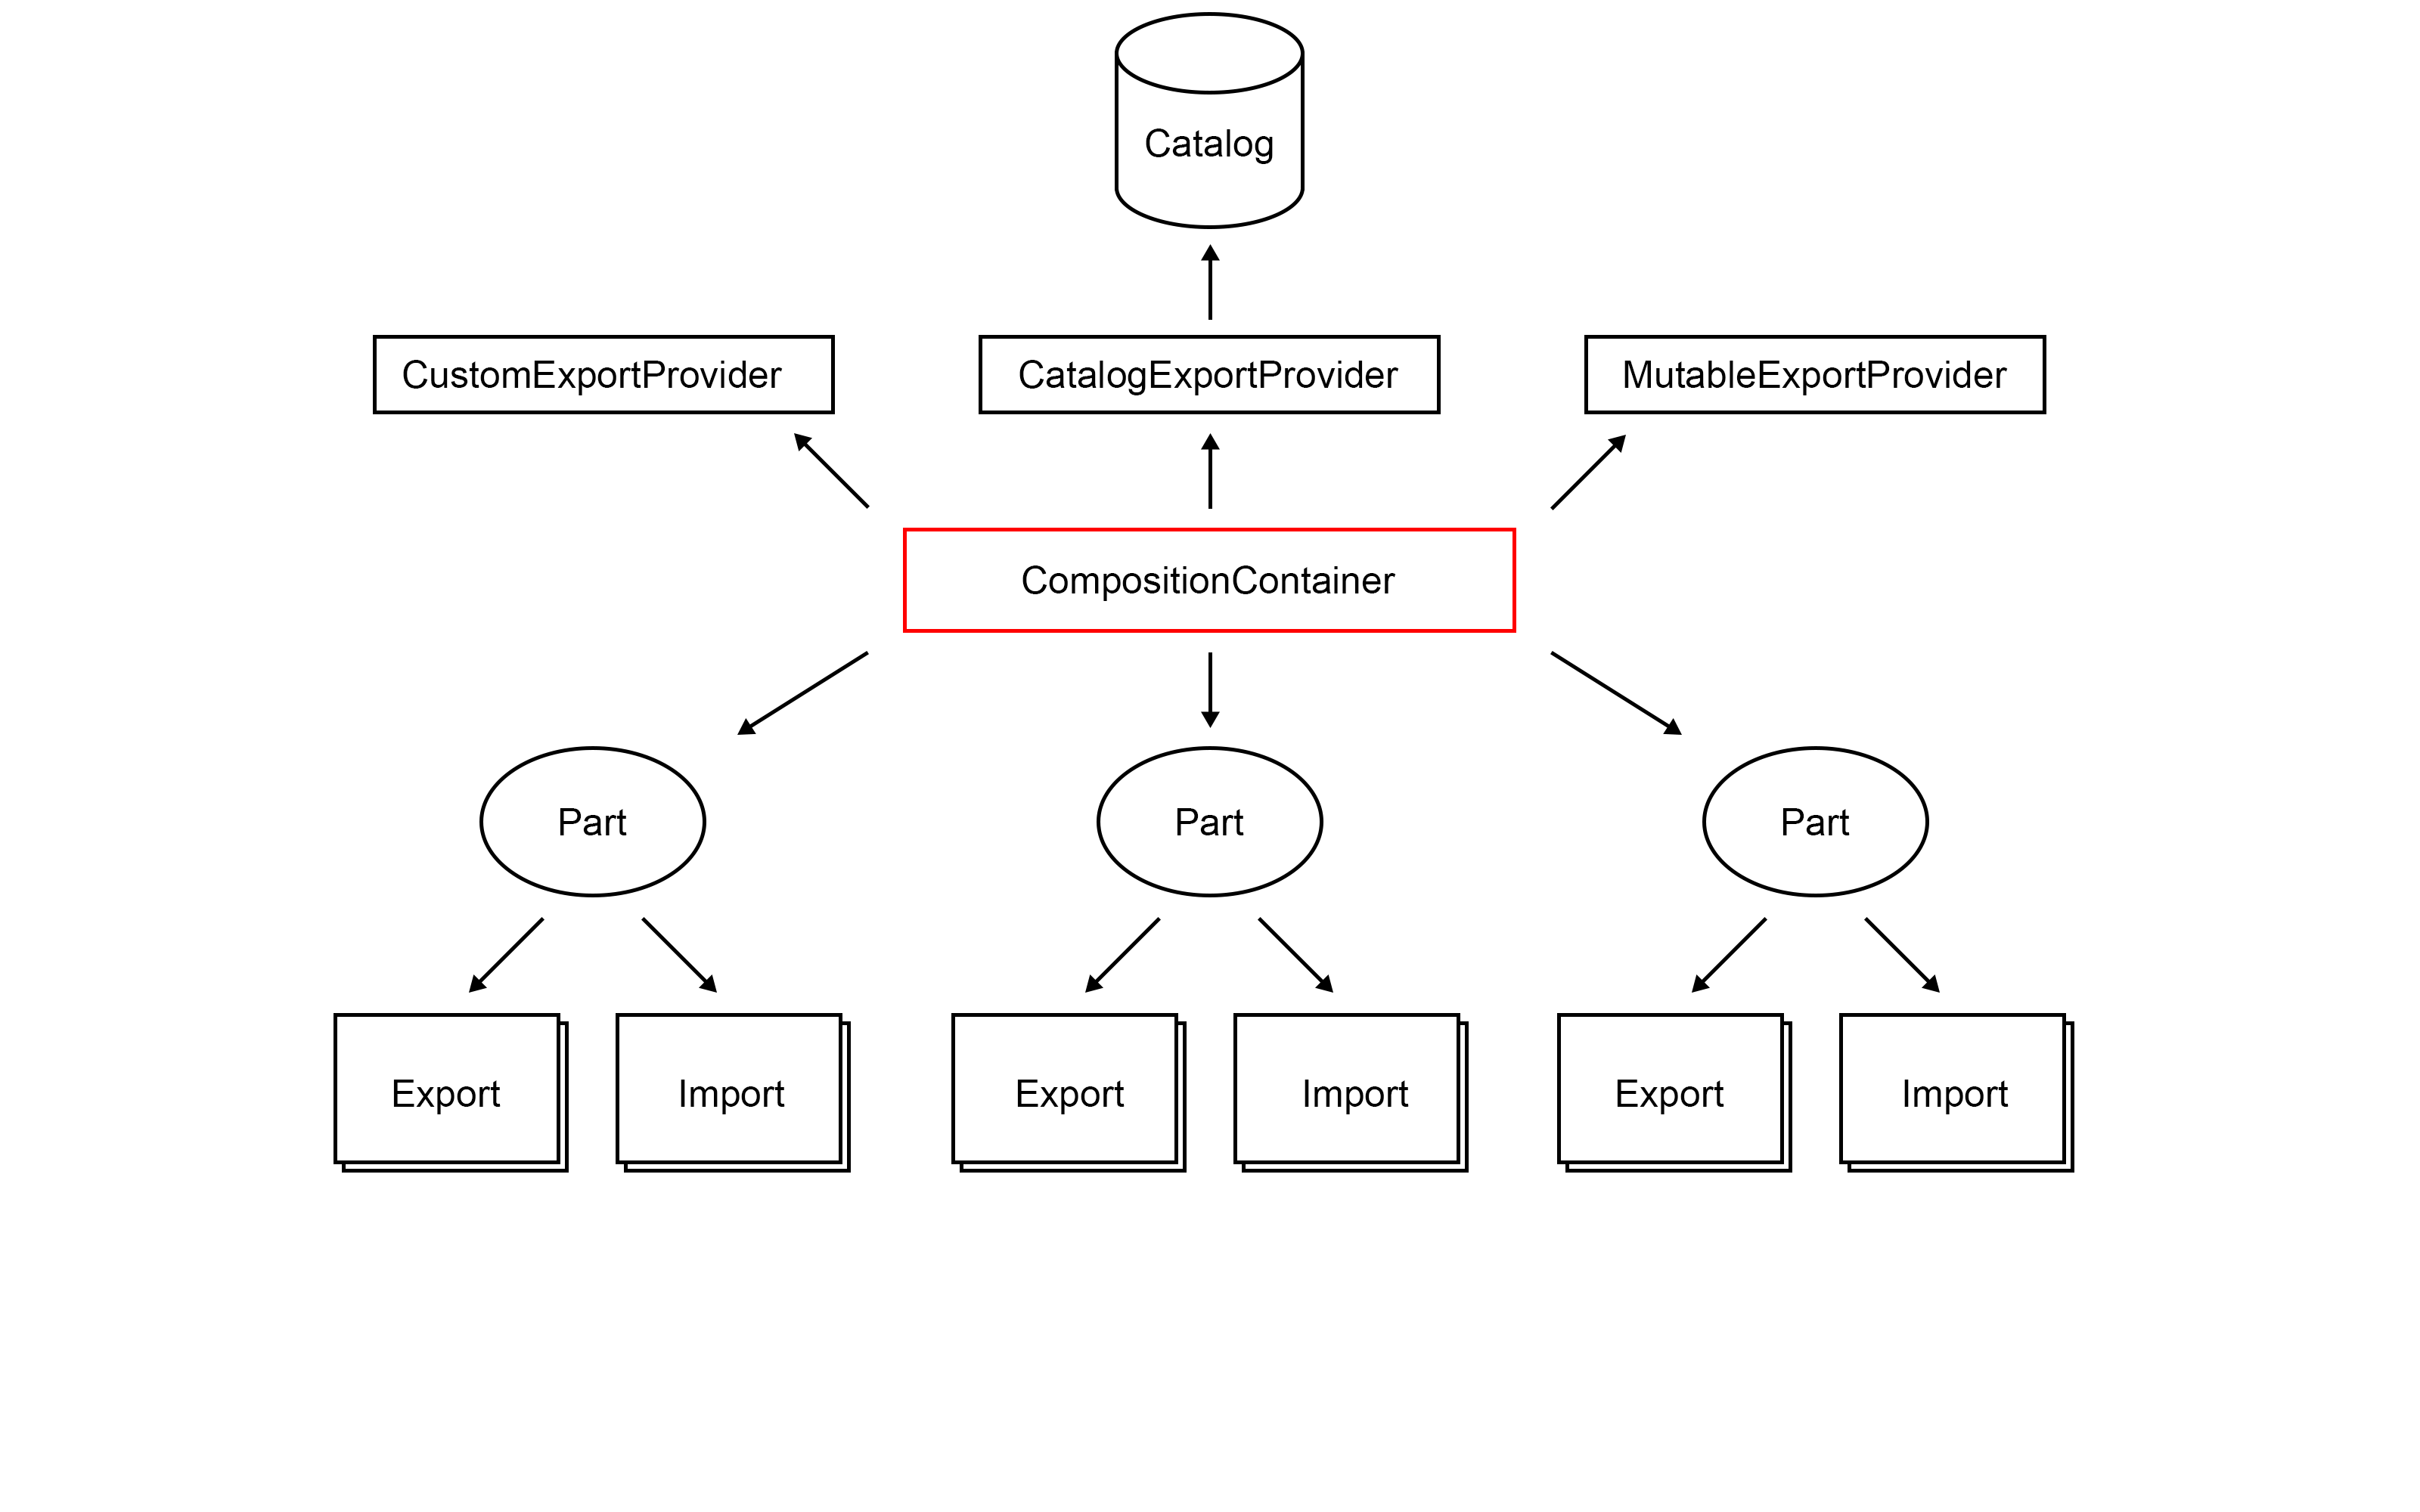 Catalog
CustomExportProvider
CatalogExportProvider
MutableExportProvider
CompositionContainer
Part
Part
Part
Export
Import
Export
Import
Export
Import